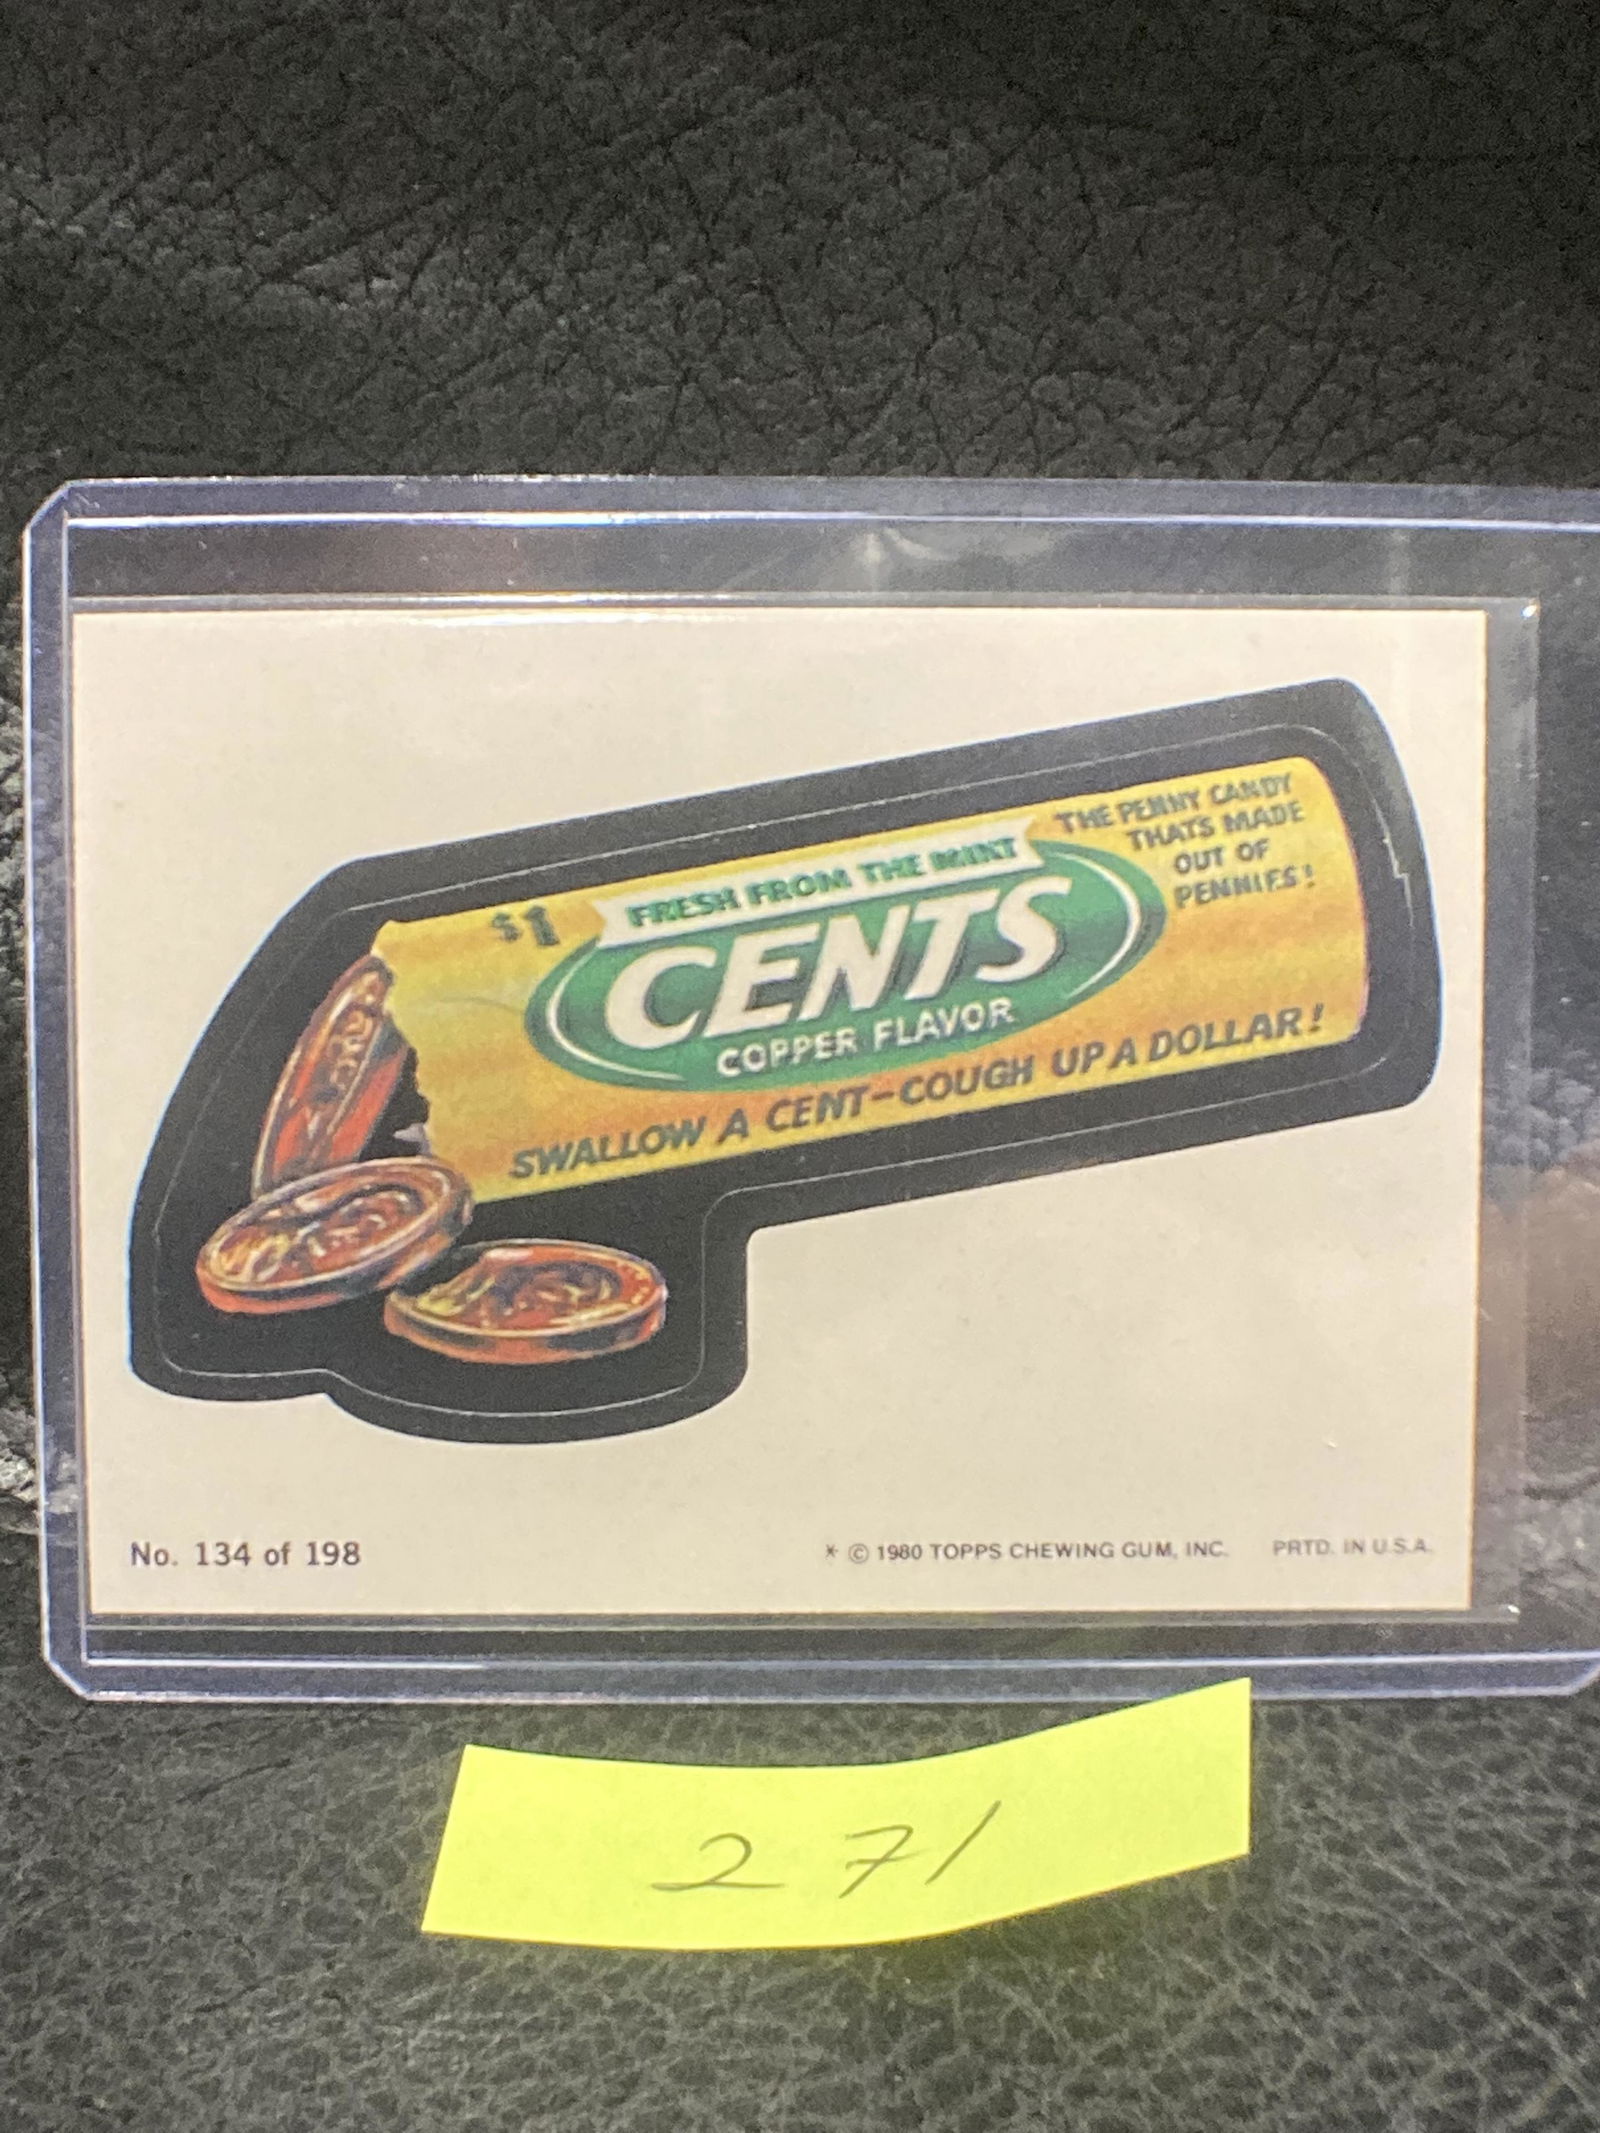 $1
FRESH FROM THE MINT
CENTS
COPPER FLAVOR
THE PENNY CANDY
THATS MADE
OUT OF
PENNIES!
SWALLOW A CENT-COUGH UP A DOLLAR!
No. 134 of 198
* © 1980 TOPPS CHEWING GUM, INC. PRTD. IN U.S.A.
271